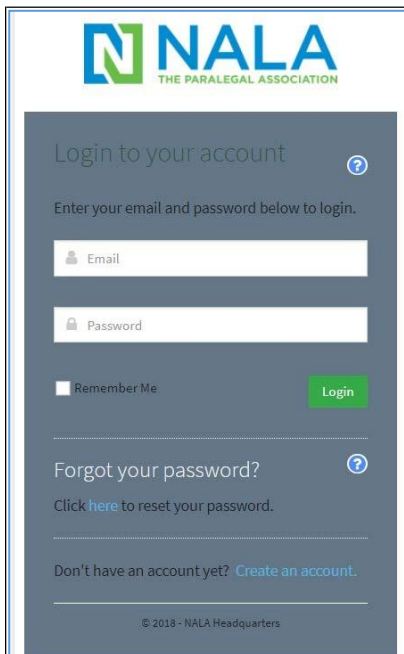 NALA
THE PARALEGAL ASSOCIATION
Login to your account
?
Enter your email and password below to login.
Email
Password
Remember Me
Login
Forgot your password?
?
Click here to reset your password.
Don't have an account yet? Create an account.
© 2018 - NALA Headquarters